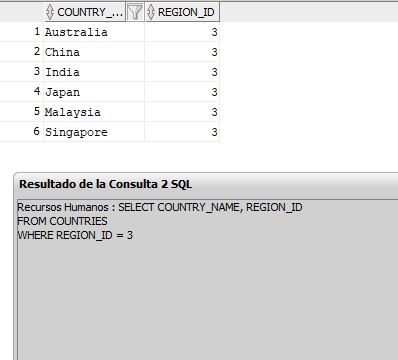 COUNTRY_... REGION_ID
1 Australia 3
2 China 3
3 India 3
4 Japan 3
5 Malaysia 3
6 Singapore 3
Resultado de la Consulta 2 SQL
Recursos Humanos : SELECT COUNTRY_NAME, REGION_ID
FROM COUNTRIES
WHERE REGION_ID = 3